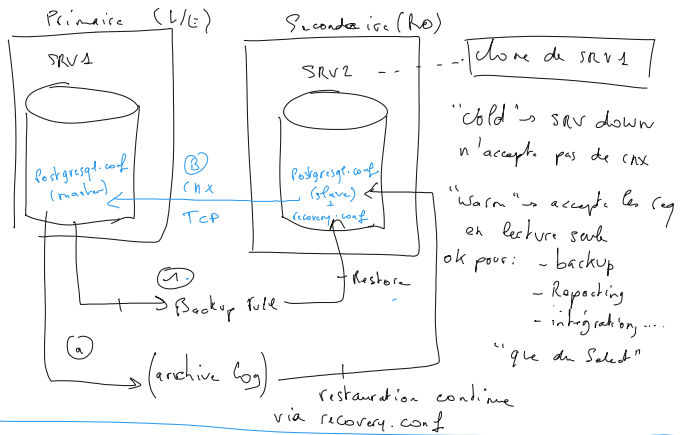 Primaire (L/E)
Secondaire (RO)
SRV1
SRV2
clone de SRV1
"cold" → SRV down
n'accepte pas de cnx
Postgresql.conf
(master)
B
cnx
TCP
Postgresql.conf
(slave)
+
recovery.conf
"warm" → accepte les req
en lecture seule
ok pour : - backup
- Reporting
- intégration, ....
"que du Select"
1.
Backup full
Restore
a
(archive log)
restauration continue
via recovery.conf